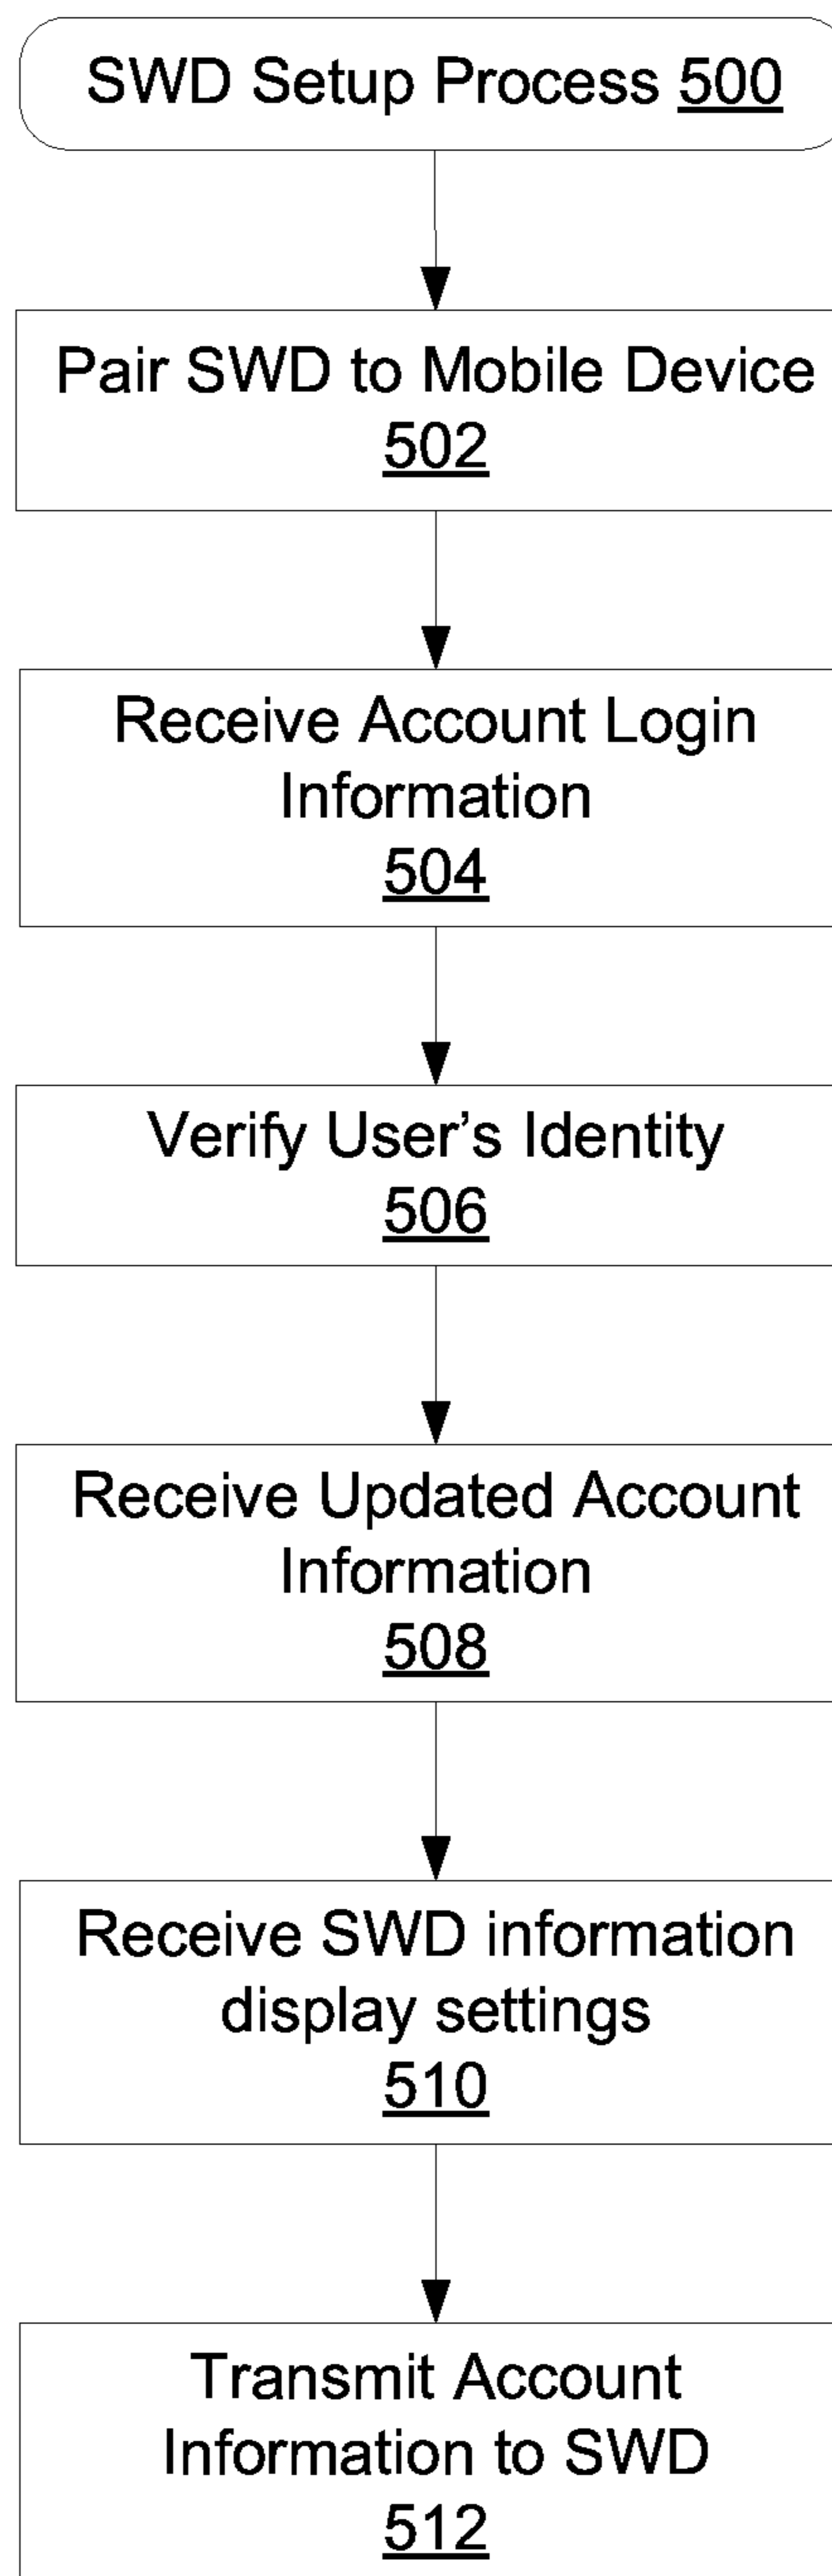 SWD Setup Process 500
Pair SWD to Mobile Device
502
Receive Account Login
Information
504
Verify User’s Identity
506
Receive Updated Account
Information
508
Receive SWD information
display settings
510
Transmit Account
Information to SWD
512